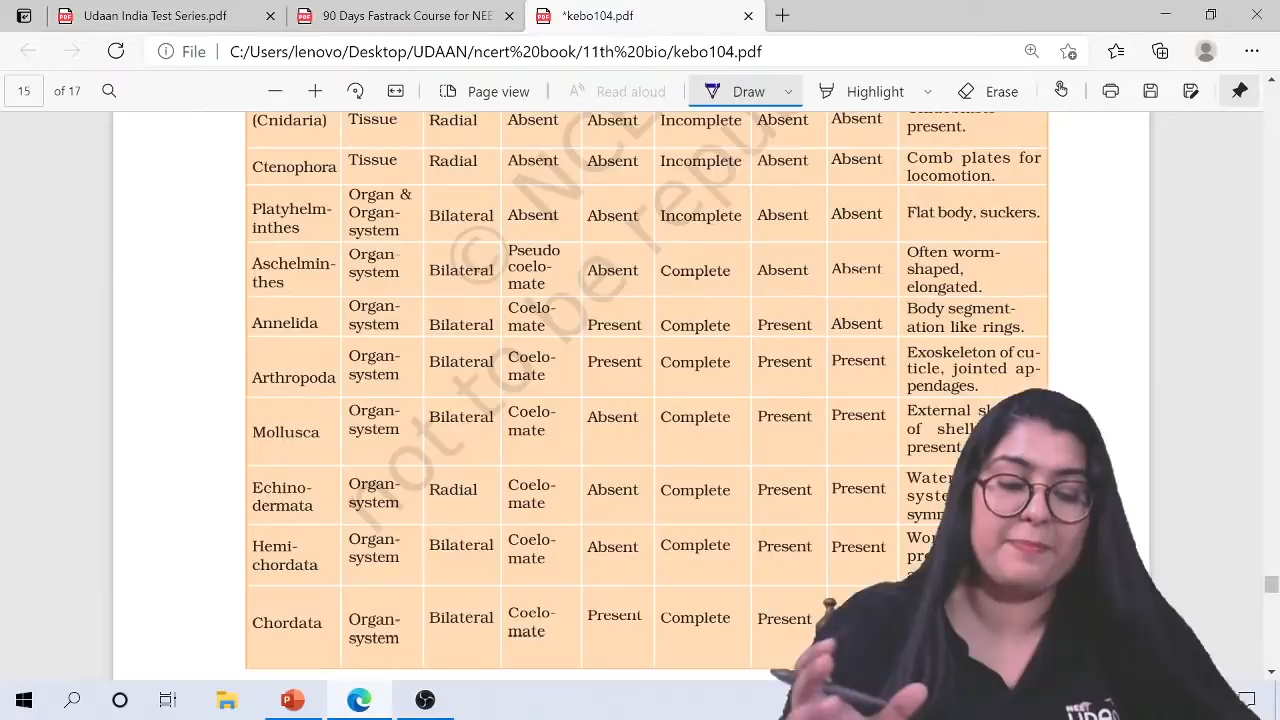 Udaan India Test Series.pdf
90 Days Fastrack Course for NEE
*kebo104.pdf
File
C:/Users/lenovo/Desktop/UDAAN/ncert%20book/11th%20bio/kebo104.pdf
15 of 17
Page view
Read aloud
Draw
Highlight
Erase
(Cnidaria) Tissue Radial Absent Absent Incomplete Absent Absent
present.
Ctenophora Tissue Radial Absent Absent Incomplete Absent Absent Comb plates for
locomotion.
Platyhelm-
inthes
Organ &
Organ-
system
Bilateral Absent Absent Incomplete Absent Absent Flat body, suckers.
Aschelmin-
thes
Organ-
system
Bilateral
Pseudo
coelo-
mate
Absent Complete Absent Absent
Often worm-
shaped,
elongated.
Annelida
Organ-
system
Bilateral
Coelo-
mate
Present Complete Present Absent
Body segment-
ation like rings.
Arthropoda
Organ-
system
Bilateral
Coelo-
mate
Present Complete Present Present
Exoskeleton of cu-
ticle, jointed ap-
pendages.
Mollusca
Organ-
system
Bilateral
Coelo-
mate
Absent Complete Present Present
External
of
present
Echino-
dermata
Organ-
system
Radial
Coelo-
mate
Absent Complete Present Present
Hemi-
chordata
Organ-
system
Bilateral
Coelo-
mate
Absent Complete Present Present
Chordata
Organ-
system
Bilateral
Coelo-
mate
Present Complete Present
© NC
not to be repu
NEET